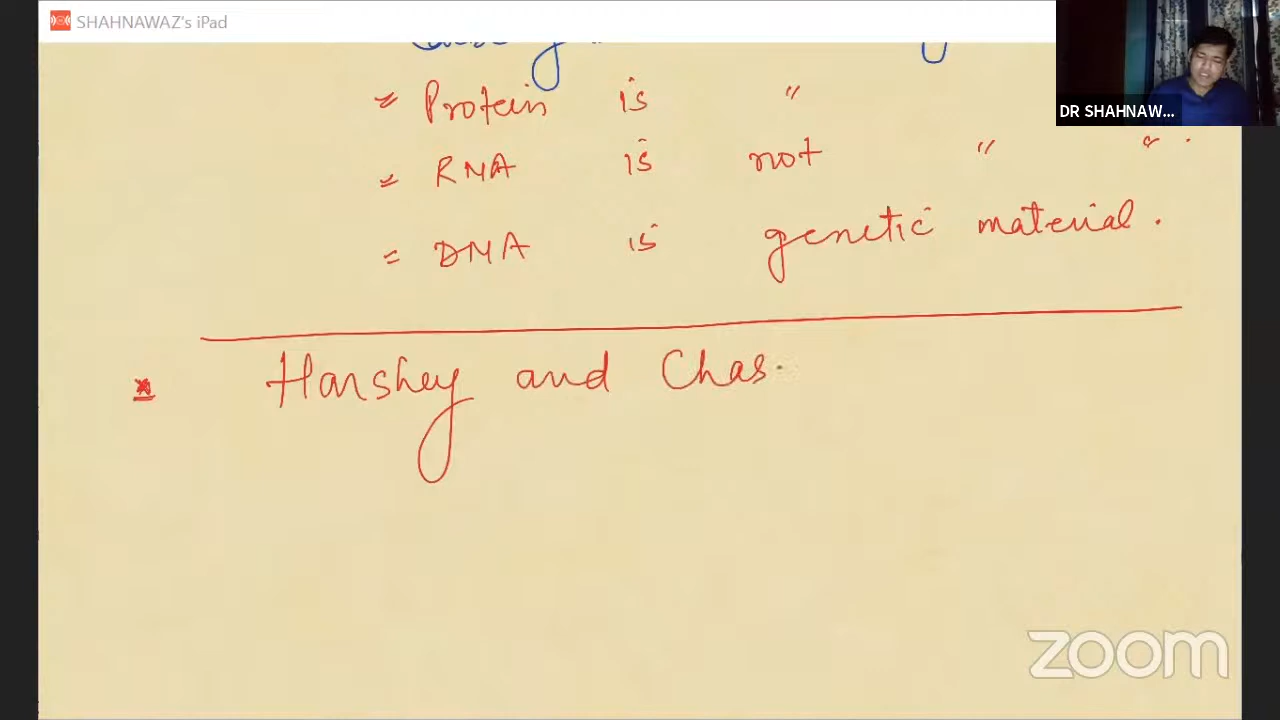 SHAHNAWAZ's iPad
DR SHAHNAW...
= Protein is "
= RNA is not " " .
= DNA is genetic material .
* Harshey and Chas
zoom